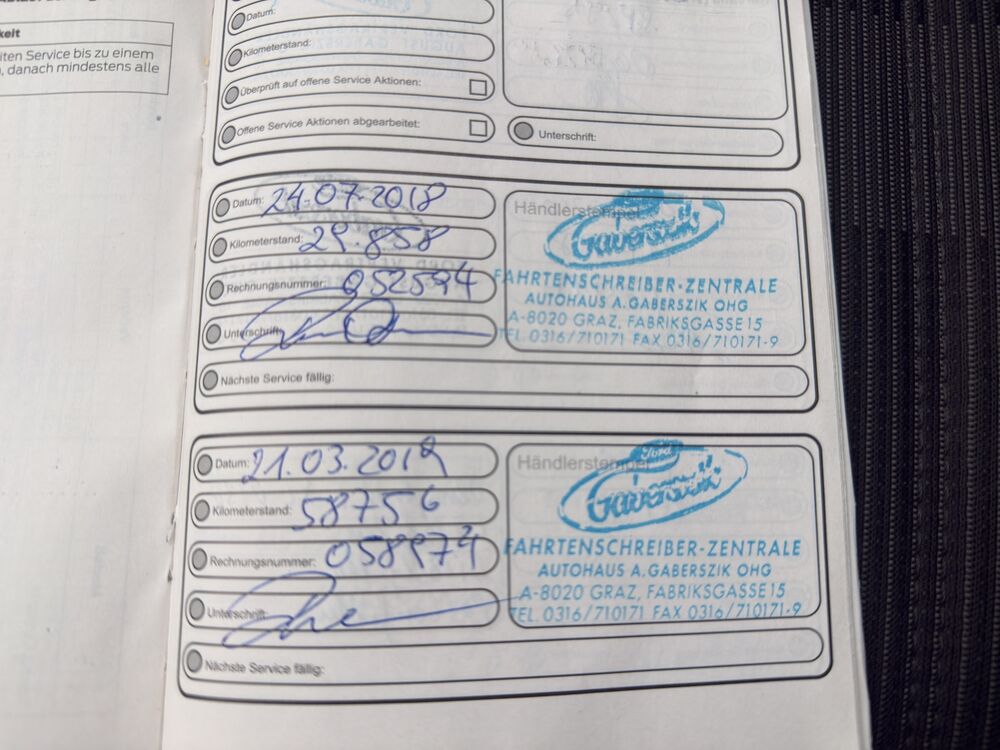 keit
iten Service bis zu einem
, danach mindestens alle
Datum:
Kilometerstand:
Überprüft auf offene Service Aktionen:
Offene Service Aktionen abgearbeitet:
Unterschrift:
Datum: 24.07.2018
Kilometerstand: 29.858
Rechnungsnummer: 052594
Unterschrift:
Nächste Service fällig:
Händlerstempel
Gaberszik
FAHRTENSCHREIBER-ZENTRALE
AUTOHAUS A. GABERSZIK OHG
A-8020 GRAZ, FABRIKSGASSE 15
TEL. 0316/710171 FAX 0316/710171-9
Datum: 21.03.2019
Kilometerstand: 58756
Rechnungsnummer: 058974
Unterschrift:
Nächste Service fällig:
Händlerstempel
Ford
Gaberszik
FAHRTENSCHREIBER-ZENTRALE
AUTOHAUS A. GABERSZIK OHG
A-8020 GRAZ, FABRIKSGASSE 15
TEL. 0316/710171 FAX 0316/710171-9